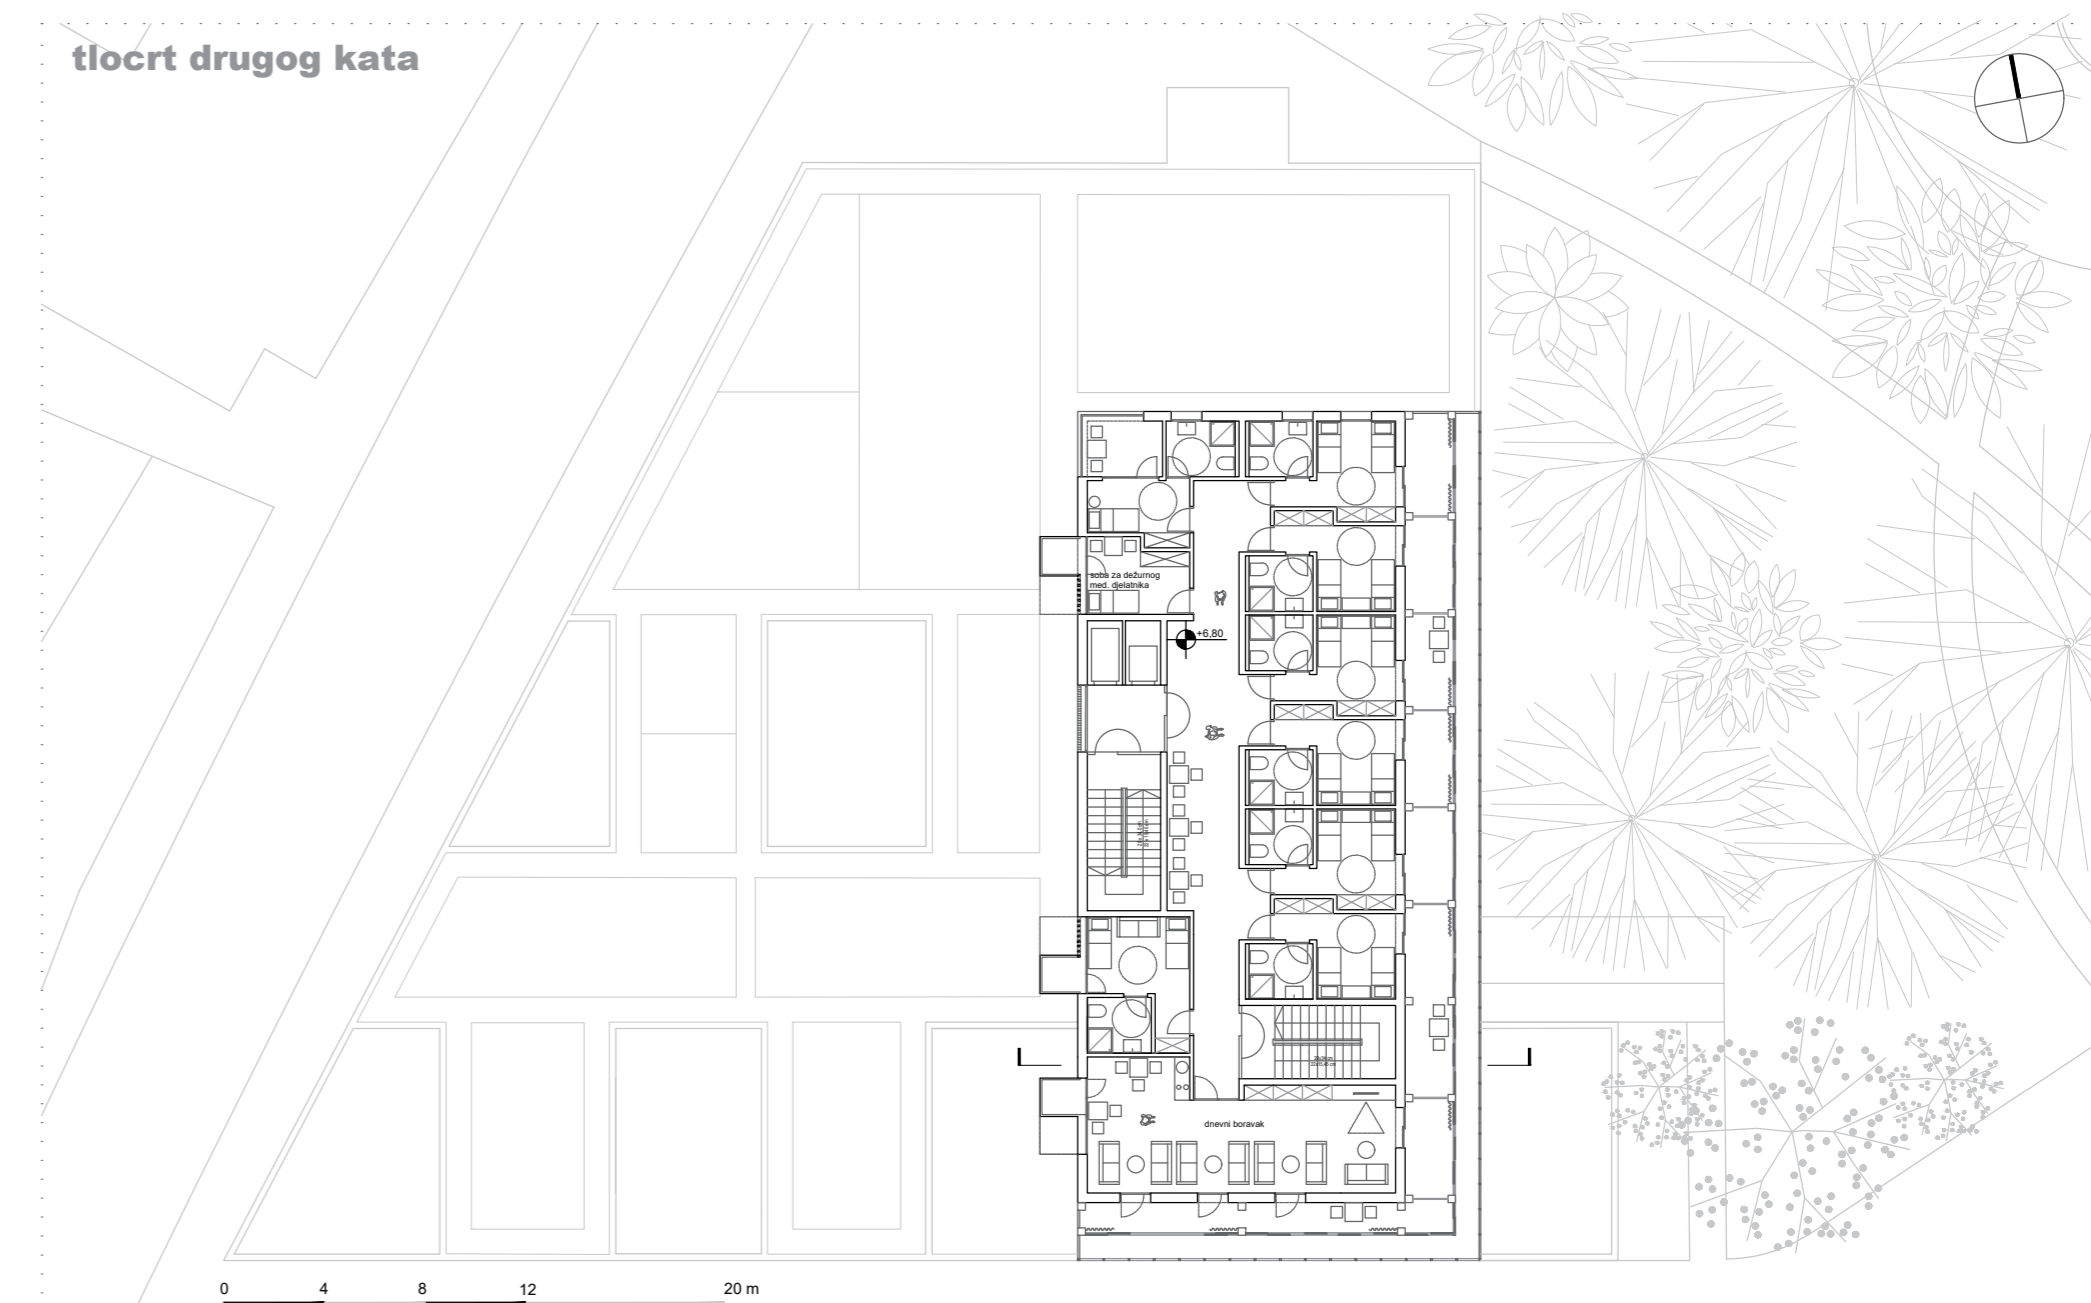 tlocrt drugog kata
soba za dežurnog
med. djelatnika
+6,80
dnevni boravak
0 4 8 12 20 m